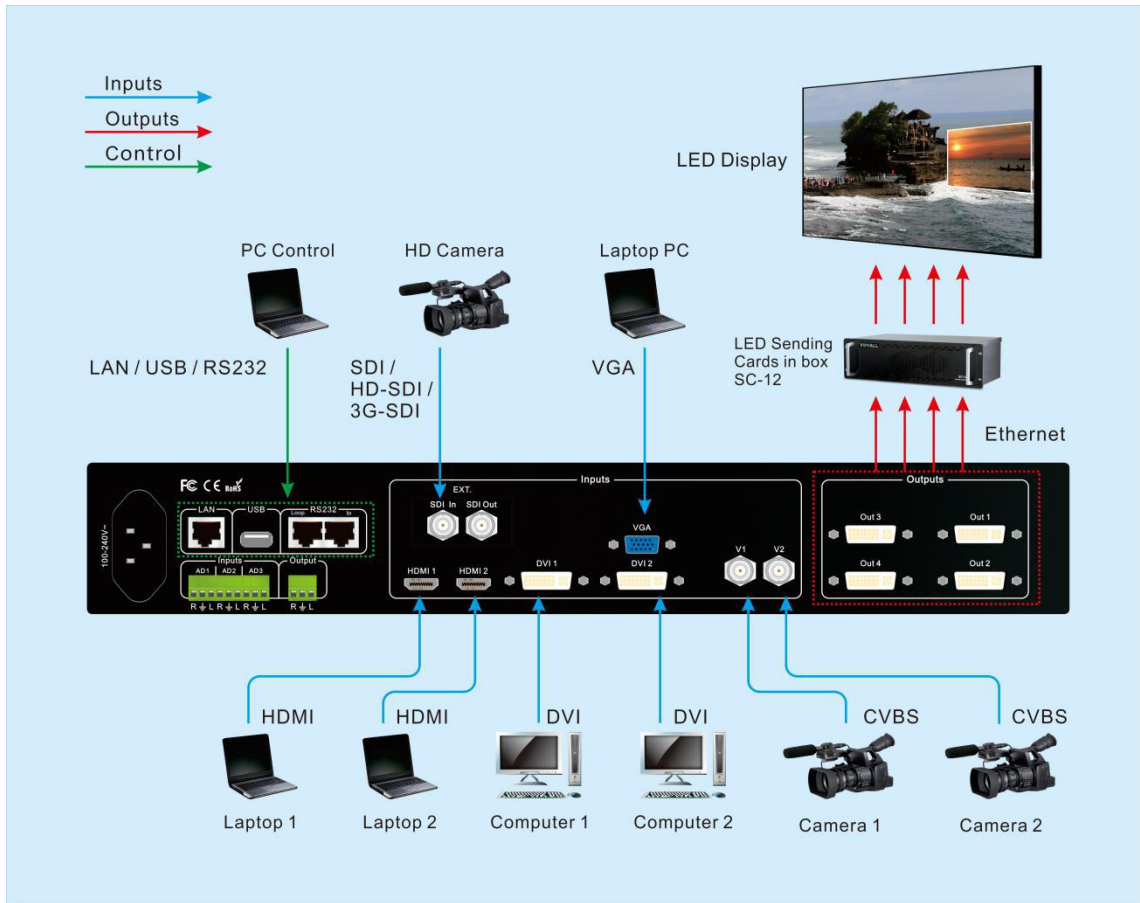 Inputs
Outputs
Control
LED Display
PC Control
HD Camera
Laptop PC
LED Sending
Cards in box
SC-12
LAN / USB / RS232
SDI /
HD-SDI /
3G-SDI
VGA
Ethernet
FC CE RoHS
100-240V~
LAN
USB
Loop RS232 In
Inputs
Output
AD1 AD2 AD3
R L R L R L
R L
Inputs
EXT.
SDI In SDI Out
VGA
HDMI 1
HDMI 2
DVI 1
DVI 2
V1
V2
Outputs
Out 3
Out 1
Out 4
Out 2
HDMI
HDMI
DVI
DVI
CVBS
CVBS
Laptop 1
Laptop 2
Computer 1
Computer 2
Camera 1
Camera 2